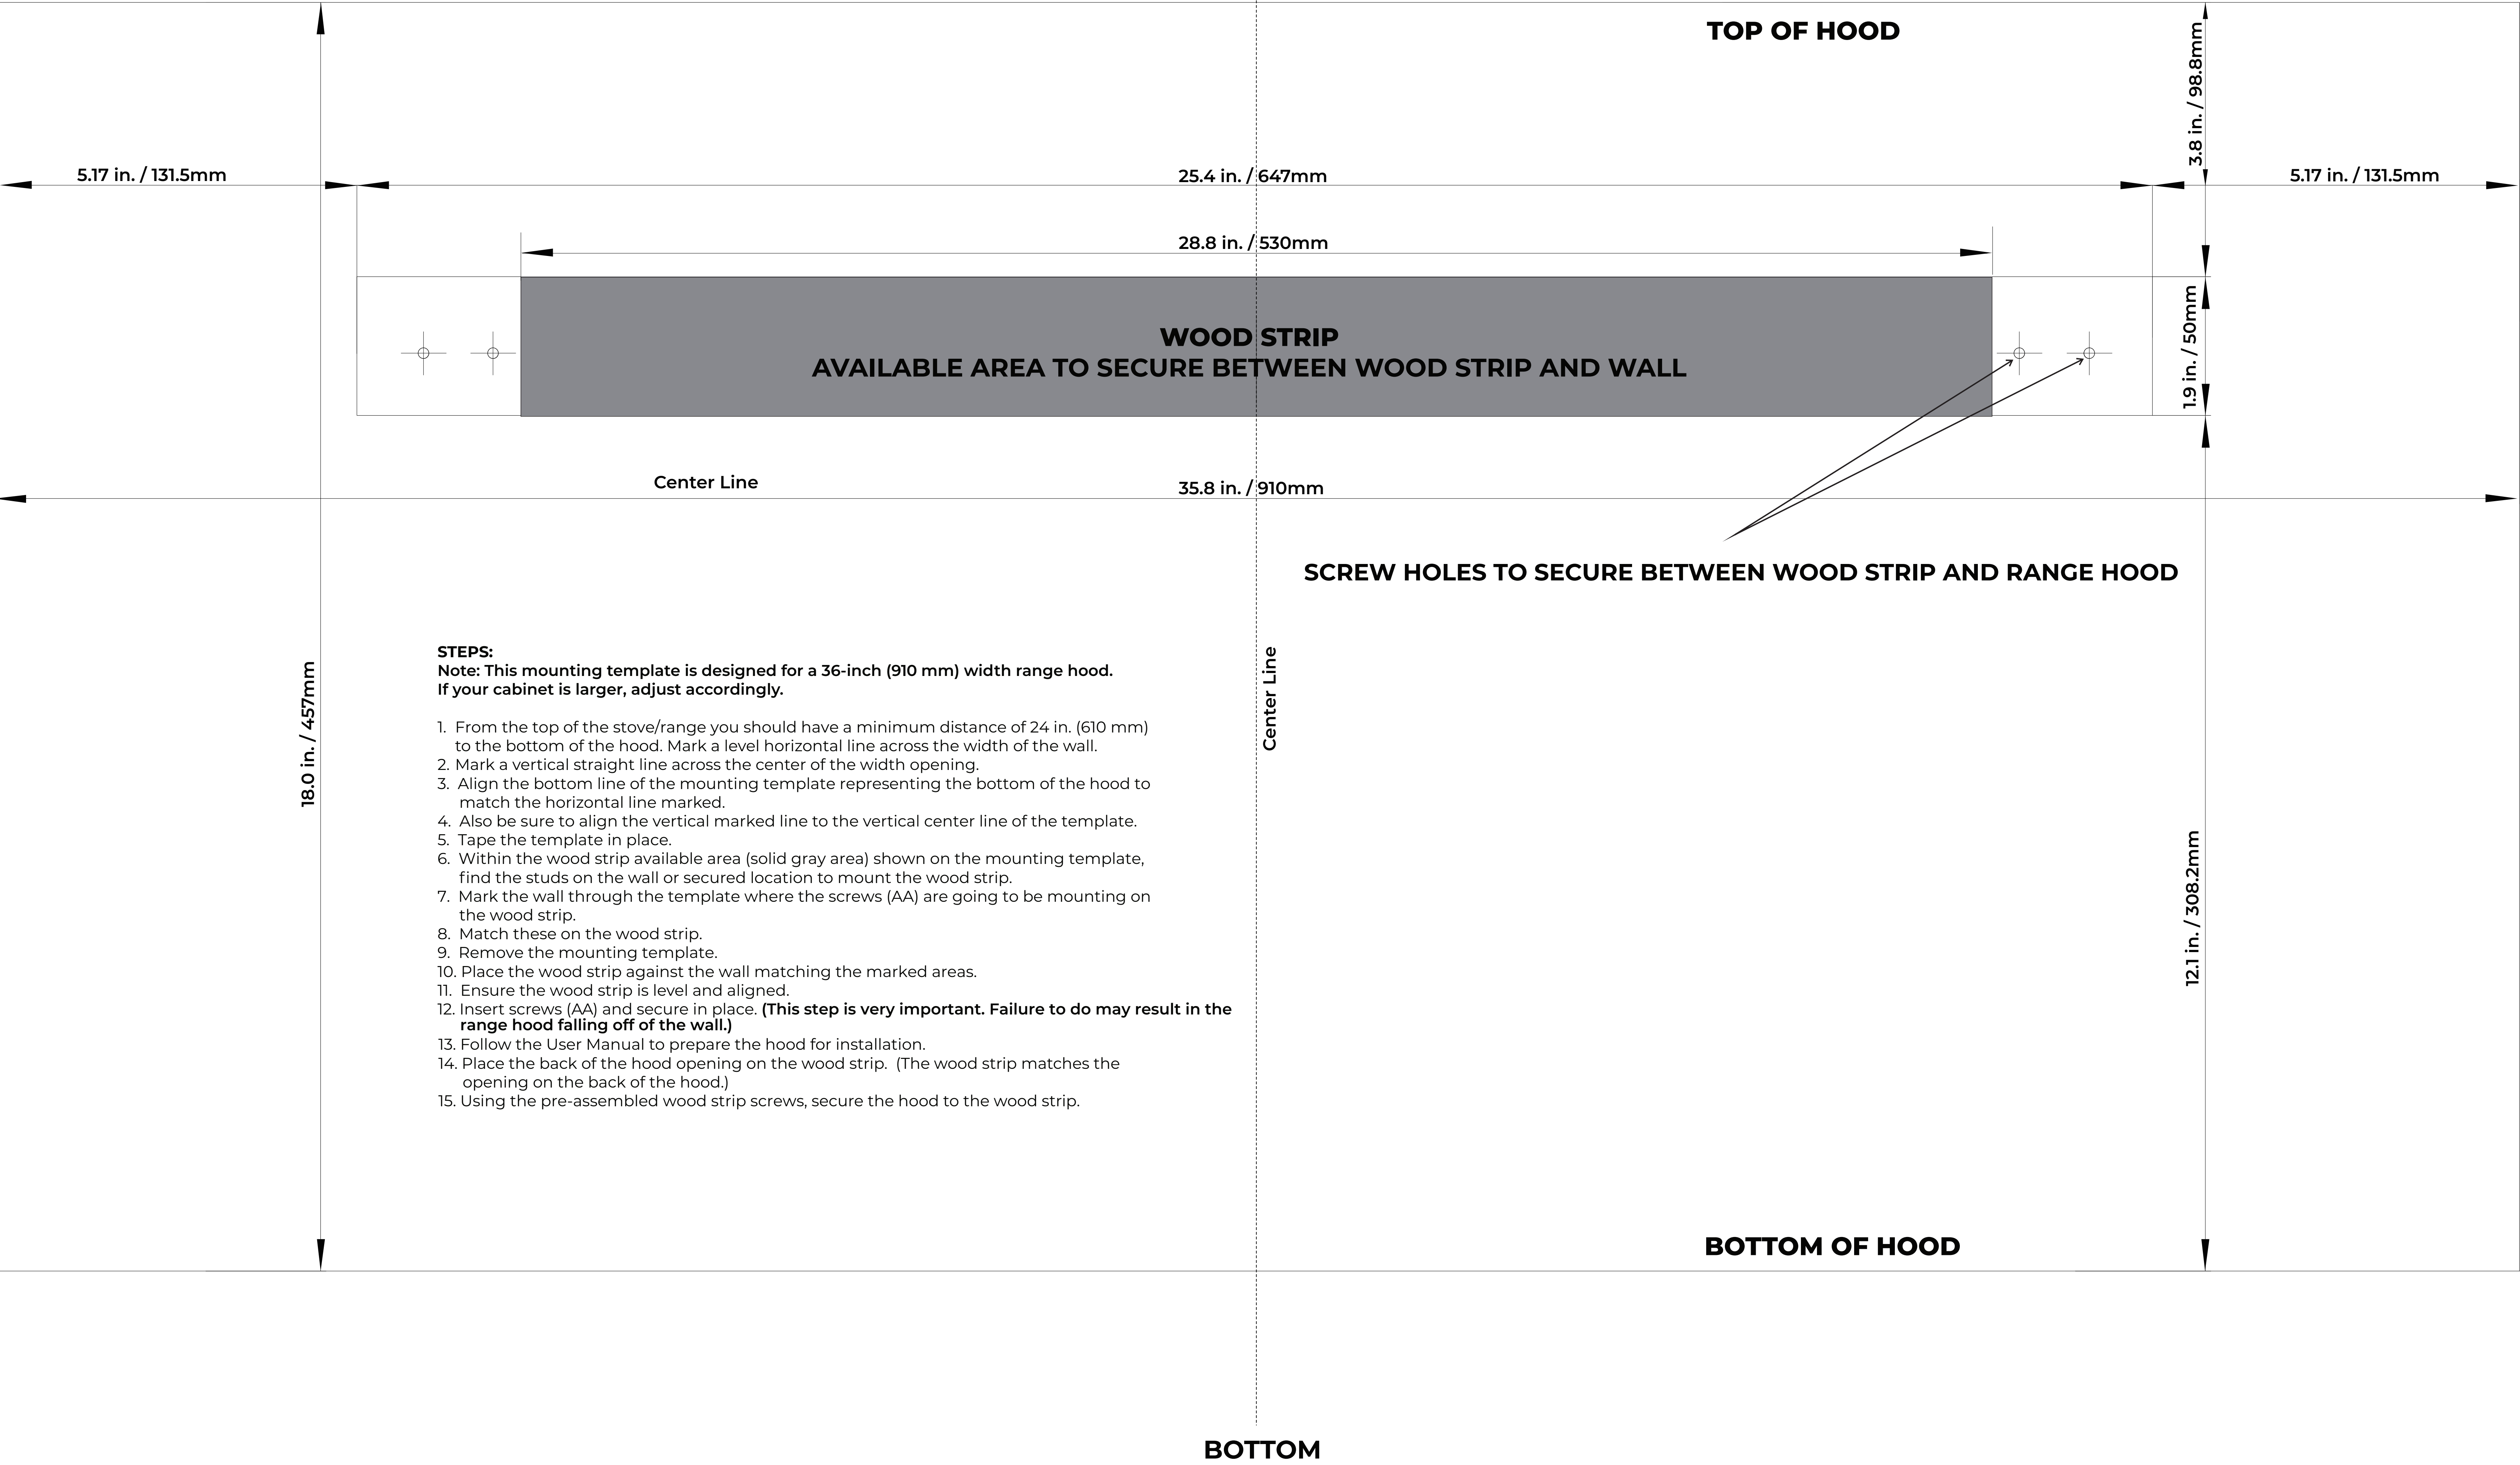 TOP OF HOOD
3.8 in. / 98.8mm
5.17 in. / 131.5mm
25.4 in. / 647mm
5.17 in. / 131.5mm
28.8 in. / 530mm
WOOD STRIP
AVAILABLE AREA TO SECURE BETWEEN WOOD STRIP AND WALL
1.9 in. / 50mm
Center Line
35.8 in. / 910mm
SCREW HOLES TO SECURE BETWEEN WOOD STRIP AND RANGE HOOD
18.0 in. / 457mm
STEPS:
Note: This mounting template is designed for a 36-inch (910 mm) width range hood.
If your cabinet is larger, adjust accordingly.
1. From the top of the stove/range you should have a minimum distance of 24 in. (610 mm)
to the bottom of the hood. Mark a level horizontal line across the width of the wall.
2. Mark a vertical straight line across the center of the width opening.
3. Align the bottom line of the mounting template representing the bottom of the hood to
match the horizontal line marked.
4. Also be sure to align the vertical marked line to the vertical center line of the template.
5. Tape the template in place.
6. Within the wood strip available area (solid gray area) shown on the mounting template,
find the studs on the wall or secured location to mount the wood strip.
7. Mark the wall through the template where the screws (AA) are going to be mounting on
the wood strip.
8. Match these on the wood strip.
9. Remove the mounting template.
10. Place the wood strip against the wall matching the marked areas.
11. Ensure the wood strip is level and aligned.
12. Insert screws (AA) and secure in place. (This step is very important. Failure to do may result in the
range hood falling off of the wall.)
13. Follow the User Manual to prepare the hood for installation.
14. Place the back of the hood opening on the wood strip. (The wood strip matches the
opening on the back of the hood.)
15. Using the pre-assembled wood strip screws, secure the hood to the wood strip.
Center Line
12.1 in. / 308.2mm
BOTTOM OF HOOD
BOTTOM